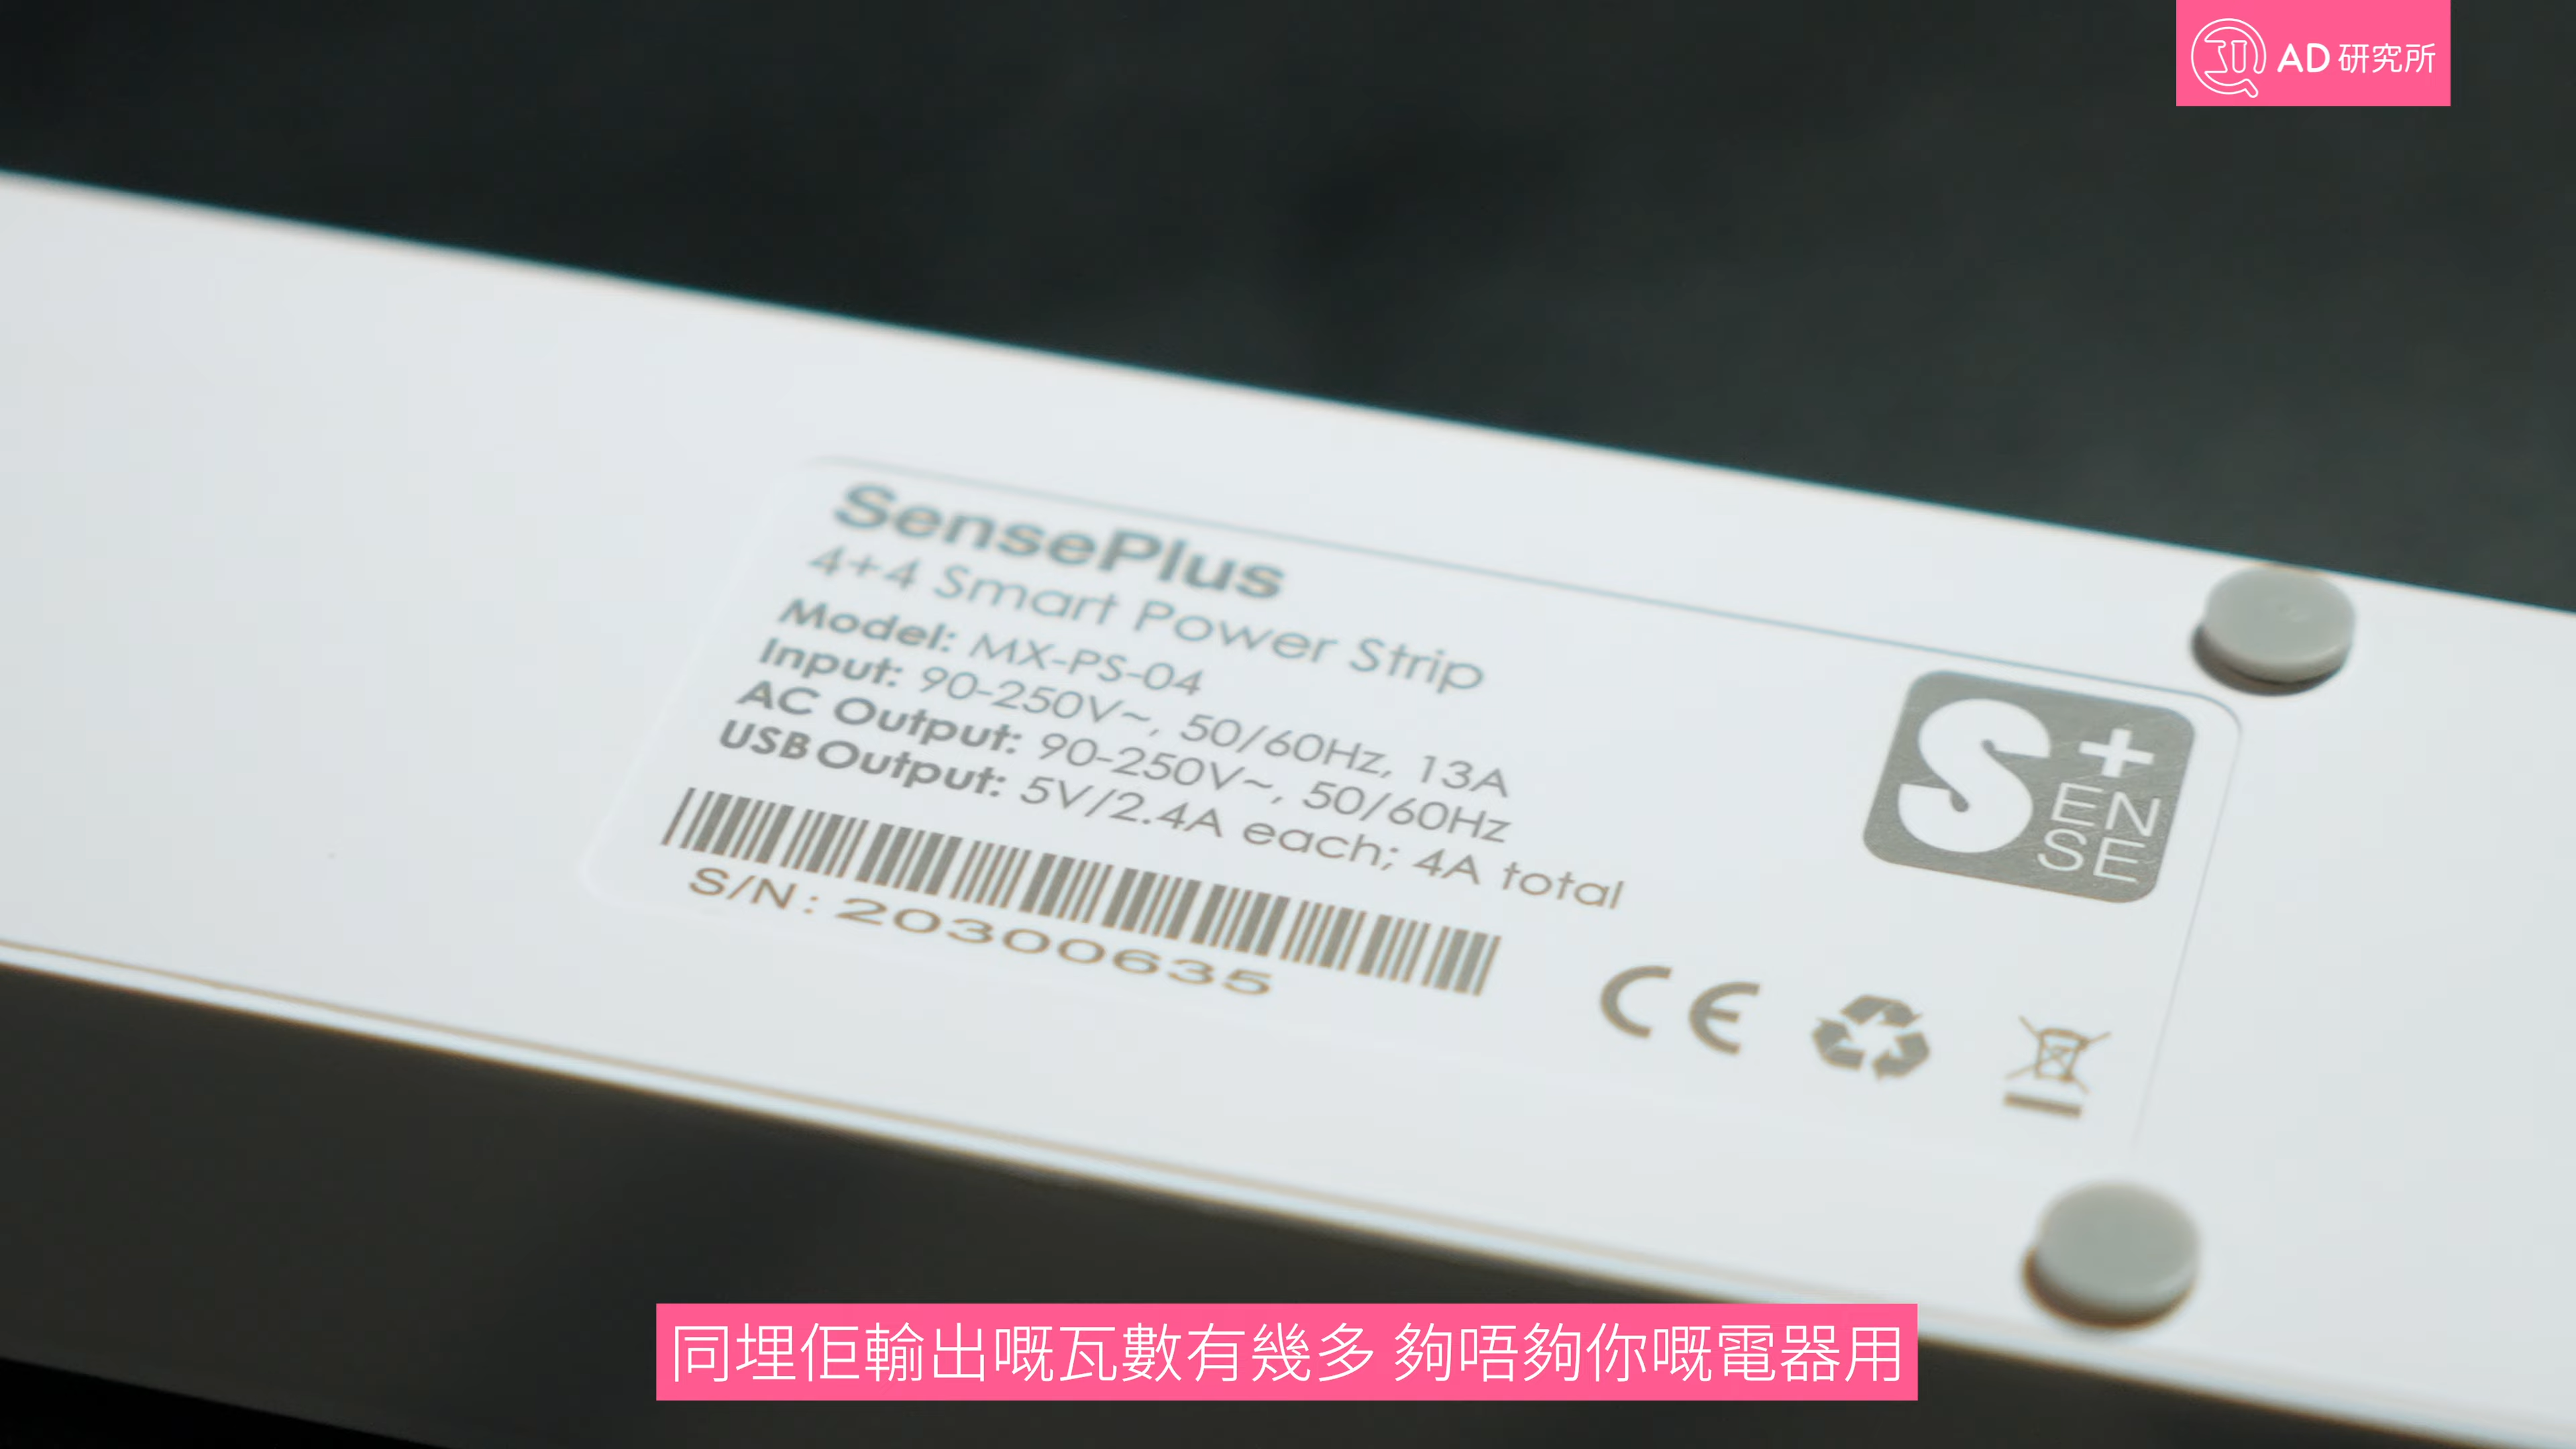 AD 研究所
SensePlus
4+4 Smart Power Strip
Model: MX-PS-04
Input: 90-250V~, 50/60Hz, 13A
AC Output: 90-250V~, 50/60Hz
USB Output: 5V/2.4A each; 4A total
S/N: 20300635
S+
EN
SE
CE
同埋佢輸出嘅瓦數有幾多 夠唔夠你嘅電器用